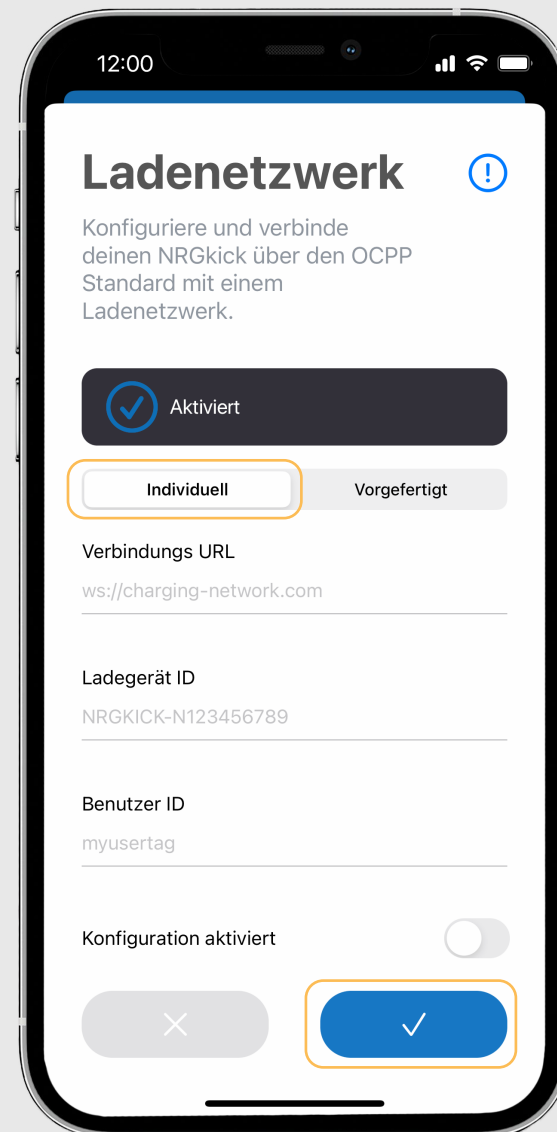 12:00
Ladenetzwerk
Konfiguriere und verbinde
deinen NRGkick über den OCPP
Standard mit einem
Ladenetzwerk.
Aktiviert
Individuell
Vorgefertigt
Verbindungs URL
ws://charging-network.com
Ladegerät ID
NRGKICK-N123456789
Benutzer ID
myusertag
Konfiguration aktiviert